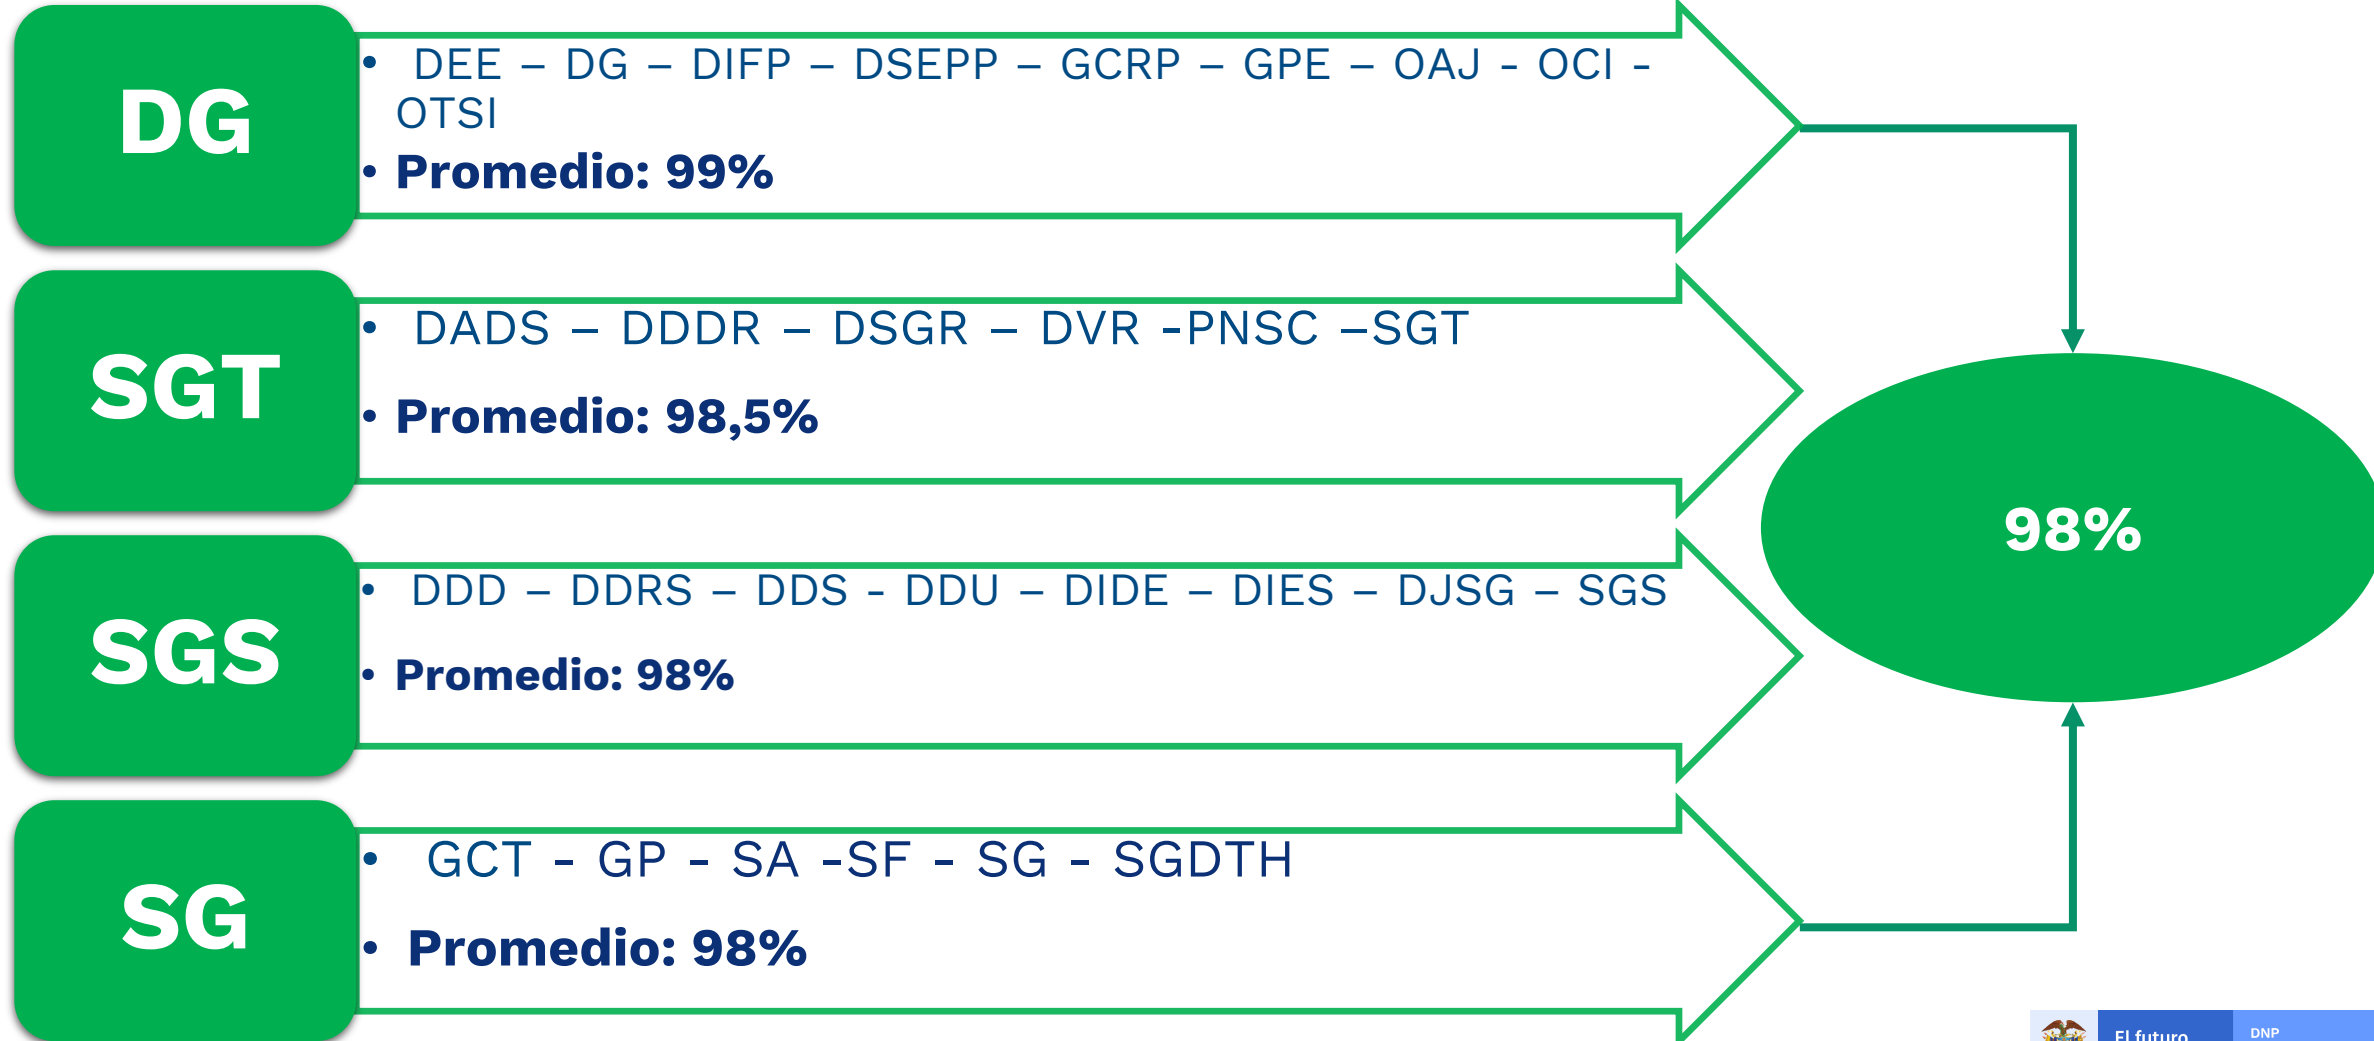 DG
• DEE – DG – DIFP – DSEPP – GCRP – GPE – OAJ - OCI -
OTSI
• Promedio: 99%
SGT
• DADS – DDDR – DSGR – DVR -PNSC –SGT
• Promedio: 98,5%
SGS
• DDD – DDRS – DDS - DDU – DIDE – DIES – DJSG – SGS
• Promedio: 98%
SG
• GCT - GP - SA -SF - SG - SGDTH
• Promedio: 98%
98%
El futuro
DNP